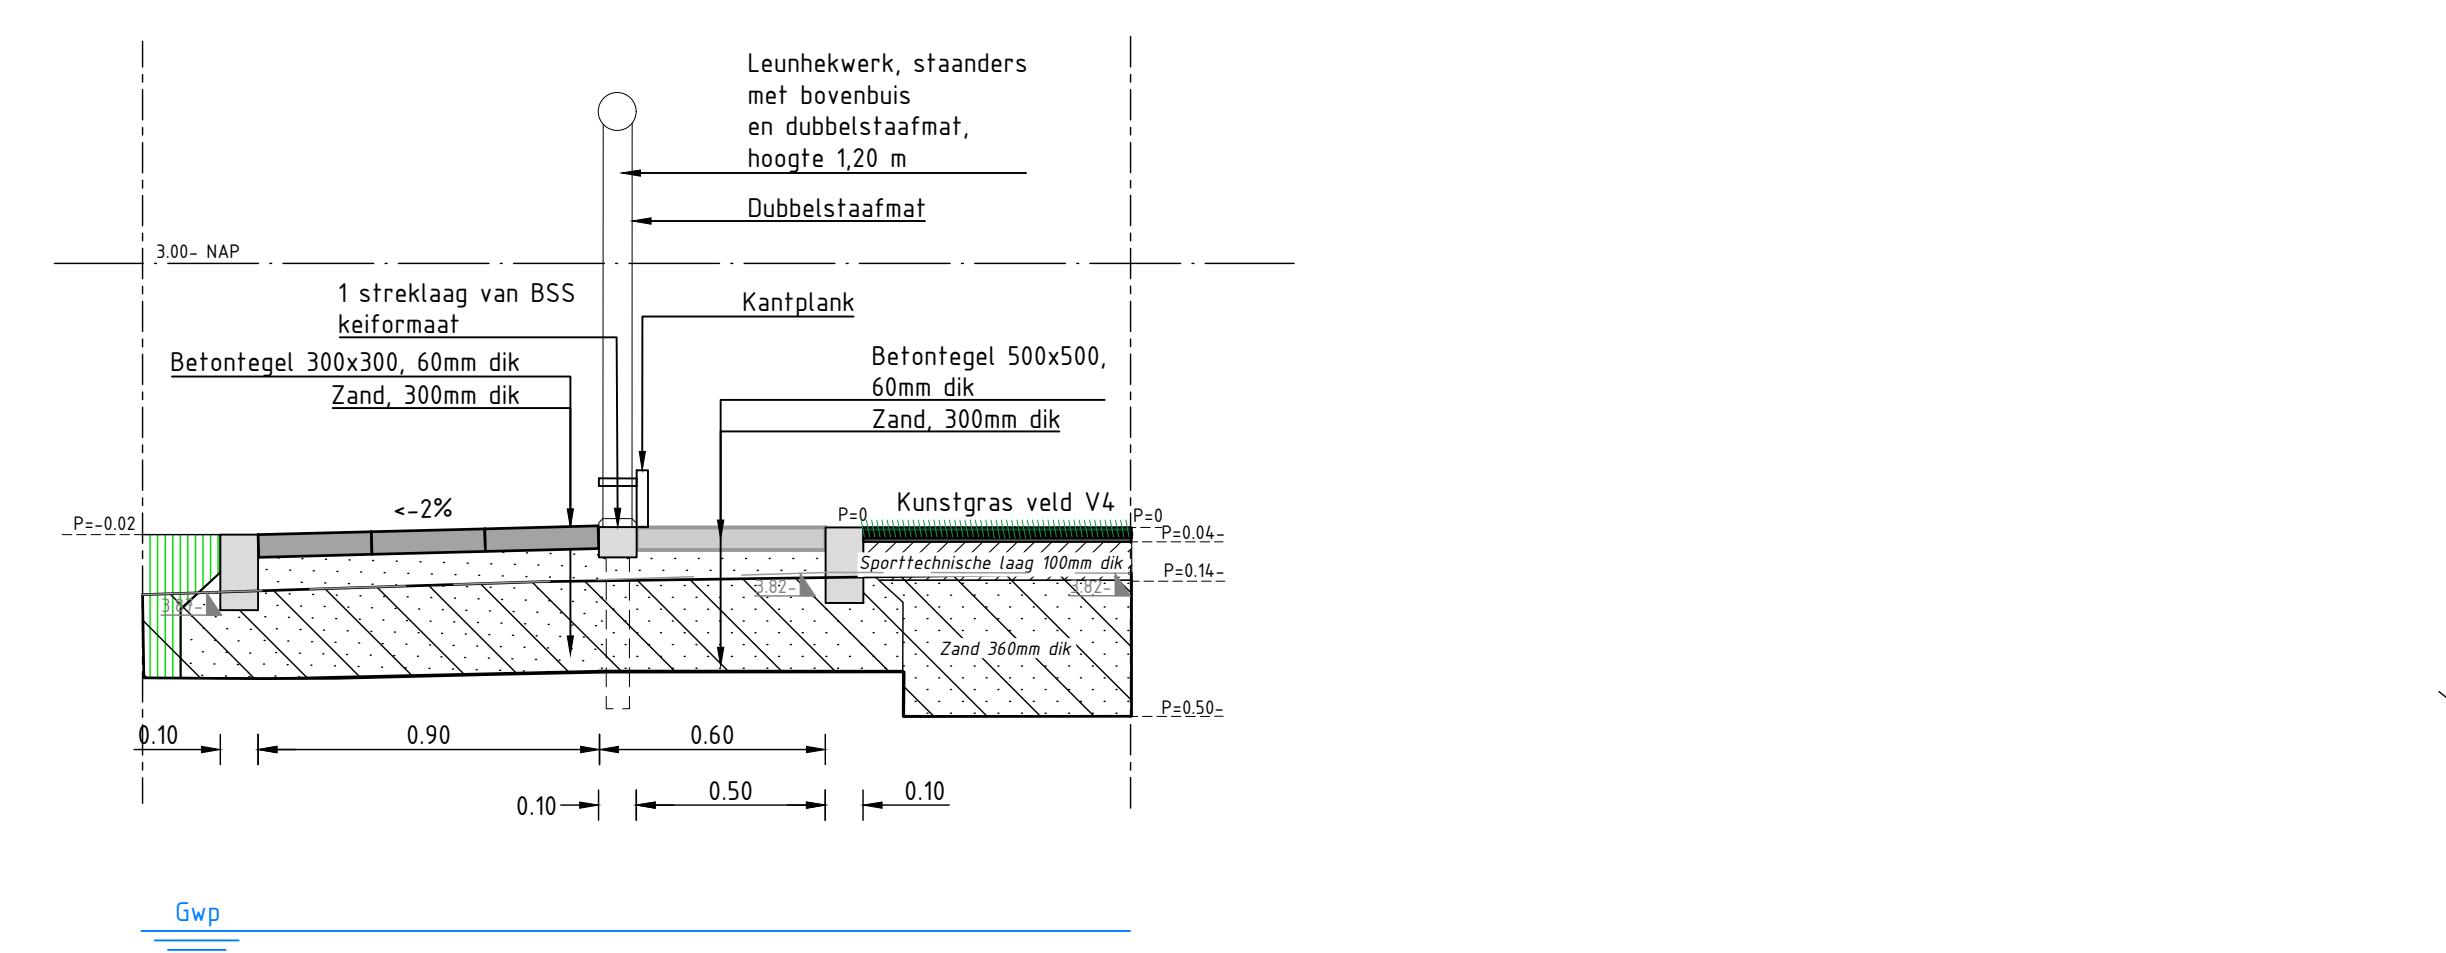 Leunhekwerk, staanders
met bovenbuis
en dubbelstaafmat,
hoogte 1,20 m
Dubbelstaafmat
3.00- NAP
1 streklaag van BSS
keiformaat
Kantplank
Betontegel 300x300, 60mm dik
Zand, 300mm dik
Betontegel 500x500,
60mm dik
Zand, 300mm dik
<-2%
Kunstgras veld V4
P=-0.02
P=0
P=0
P=0.04-
Sporttechnische laag 100mm dik
P=0.14-
3.87-
3.82-
3.82-
Zand 360mm dik
P=0.50-
0.10
0.90
0.60
0.10
0.50
0.10
Gwp